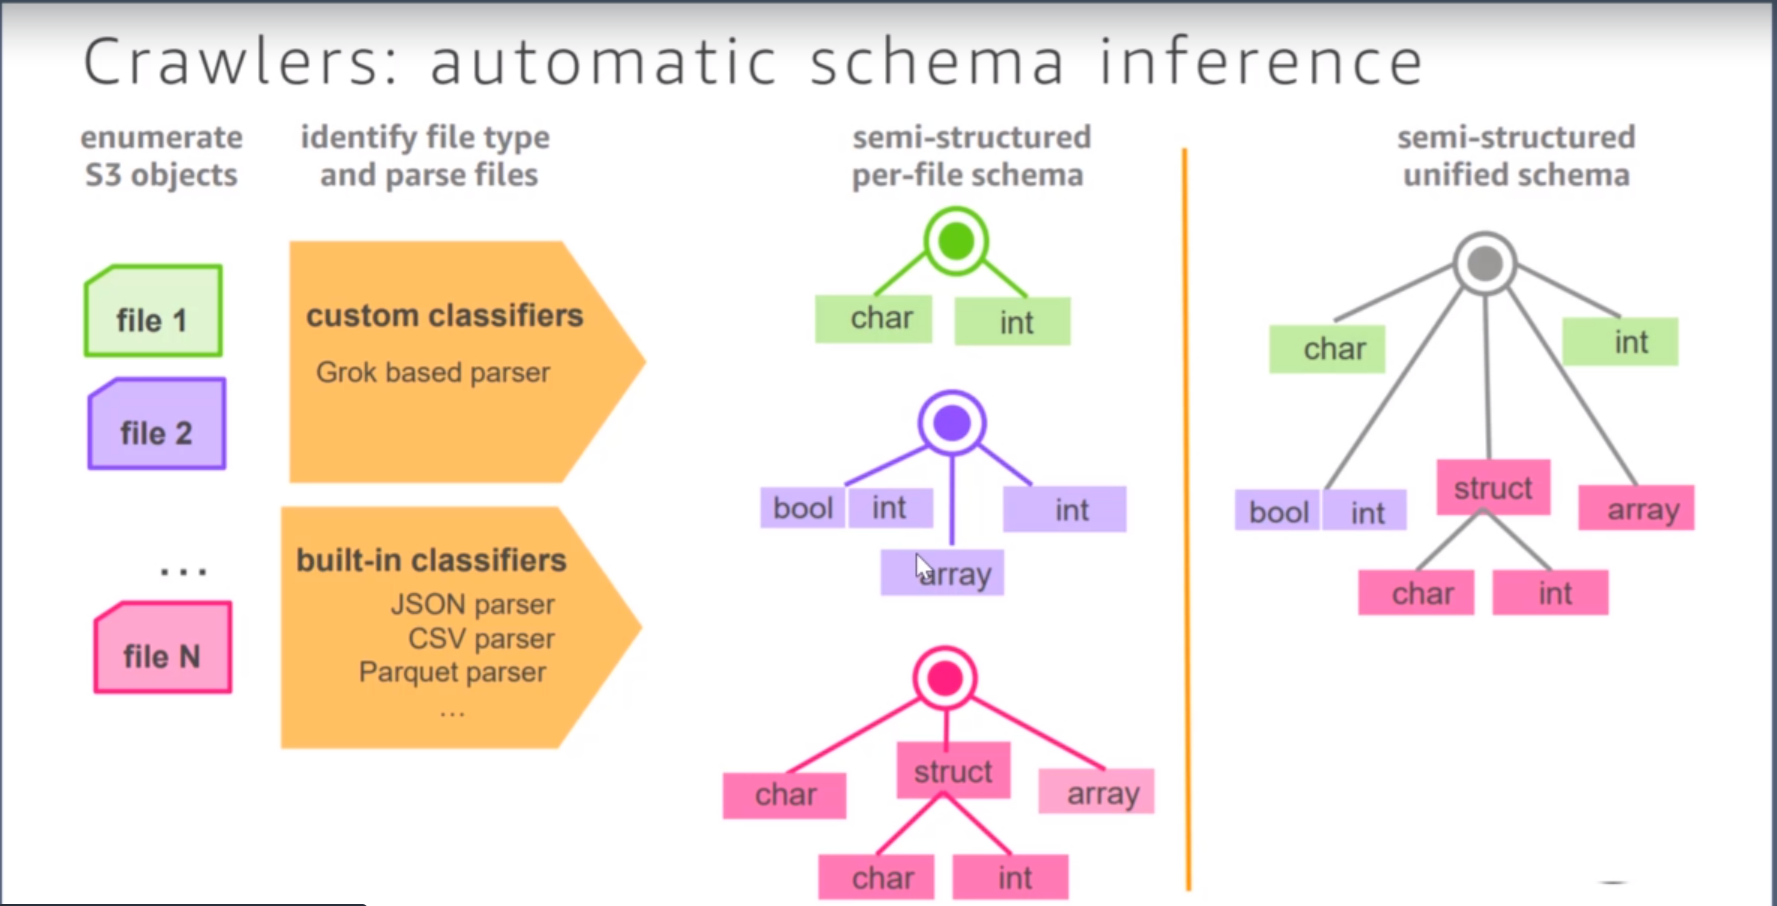 Crawlers: automatic schema inference
enumerate
S3 objects
identify file type
and parse files
semi-structured
per-file schema
semi-structured
unified schema
file 1
file 2
...
file N
custom classifiers
Grok based parser
built-in classifiers
JSON parser
CSV parser
Parquet parser
...
char
int
bool
int
int
array
char
struct
array
char
int
char
int
bool
int
struct
array
char
int